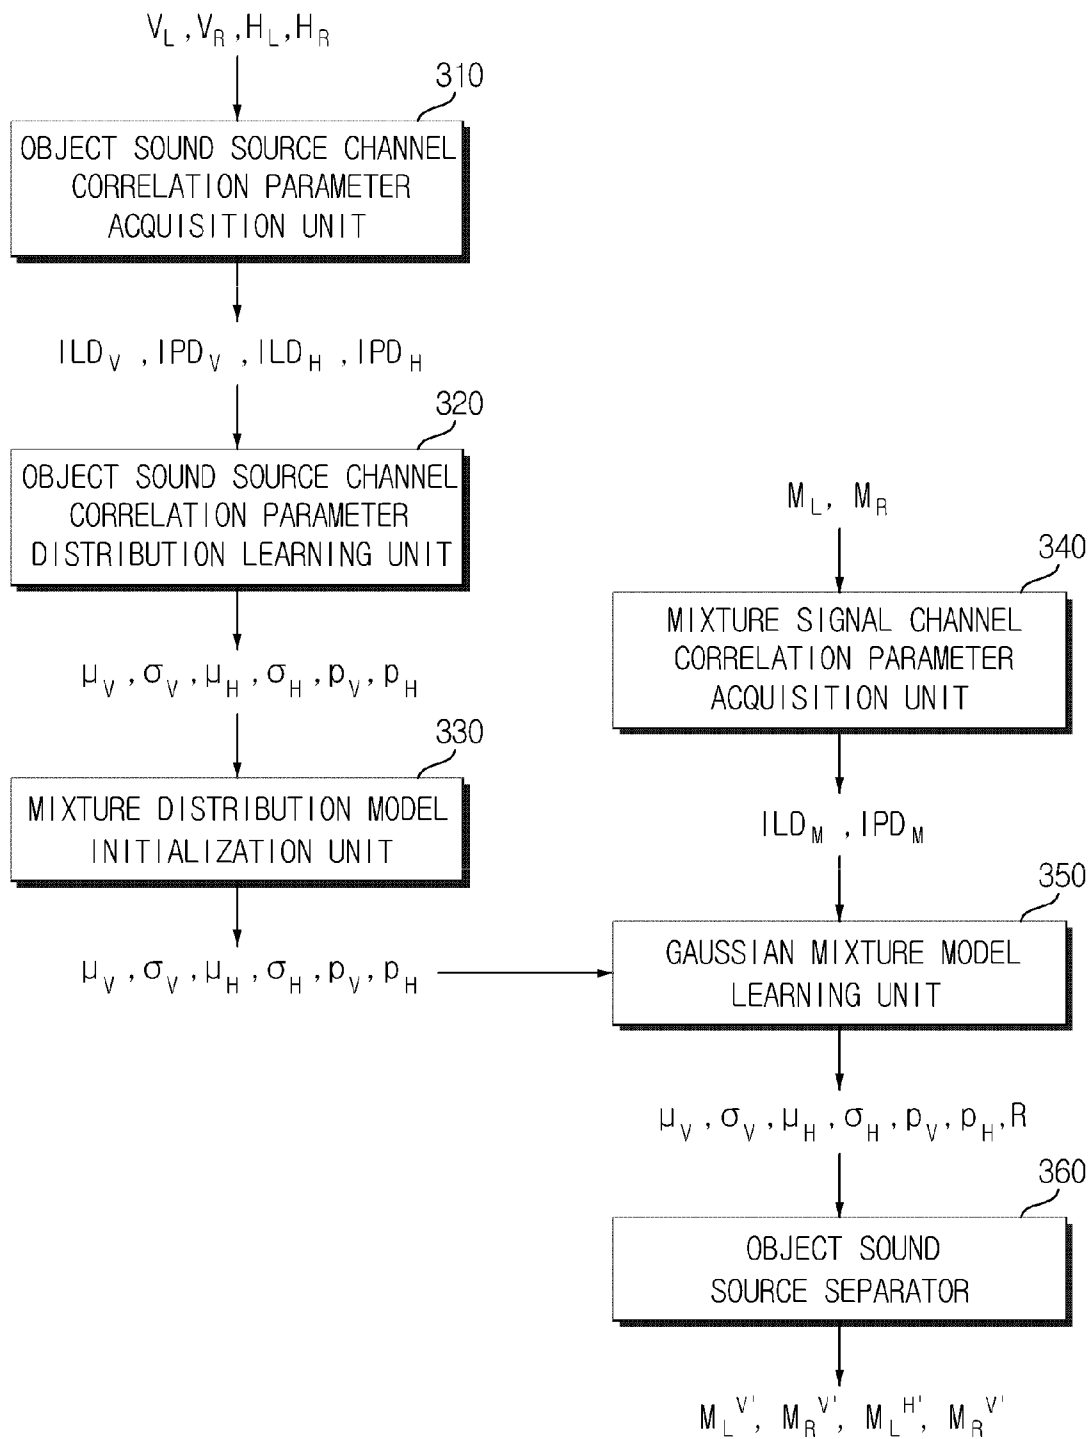 V_L , V_R , H_L , H_R
310
OBJECT SOUND SOURCE CHANNEL
CORRELATION PARAMETER
ACQUISITION UNIT
ILD_V , IPD_V , ILD_H , IPD_H
320
OBJECT SOUND SOURCE CHANNEL
CORRELATION PARAMETER
DISTRIBUTION LEARNING UNIT
μ_V , σ_V , μ_H , σ_H , p_V , p_H
330
MIXTURE DISTRIBUTION MODEL
INITIALIZATION UNIT
μ_V , σ_V , μ_H , σ_H , p_V , p_H
M_L, M_R
340
MIXTURE SIGNAL CHANNEL
CORRELATION PARAMETER
ACQUISITION UNIT
ILD_M , IPD_M
350
GAUSSIAN MIXTURE MODEL
LEARNING UNIT
μ_V , σ_V , μ_H , σ_H , p_V , p_H , R
360
OBJECT SOUND
SOURCE SEPARATOR
M_L^V', M_R^V', M_L^H', M_R^V'